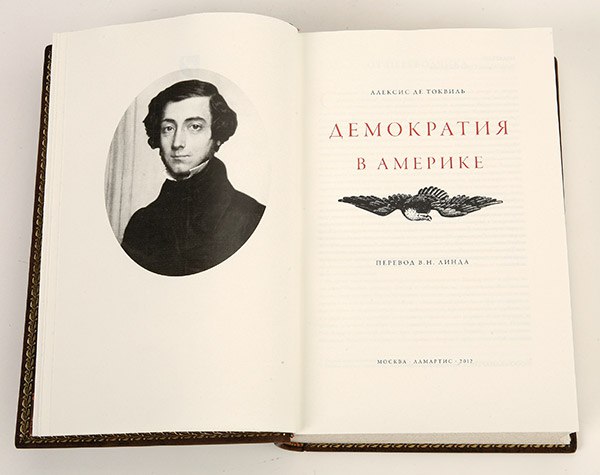 АЛЕКСИС ДЕ ТОКВИЛЬ
ДЕМОКРАТИЯ
В АМЕРИКЕ
ПЕРЕВОД В.Н. ЛИНДА
МОСКВА · ЛАМАРТИС · 2012